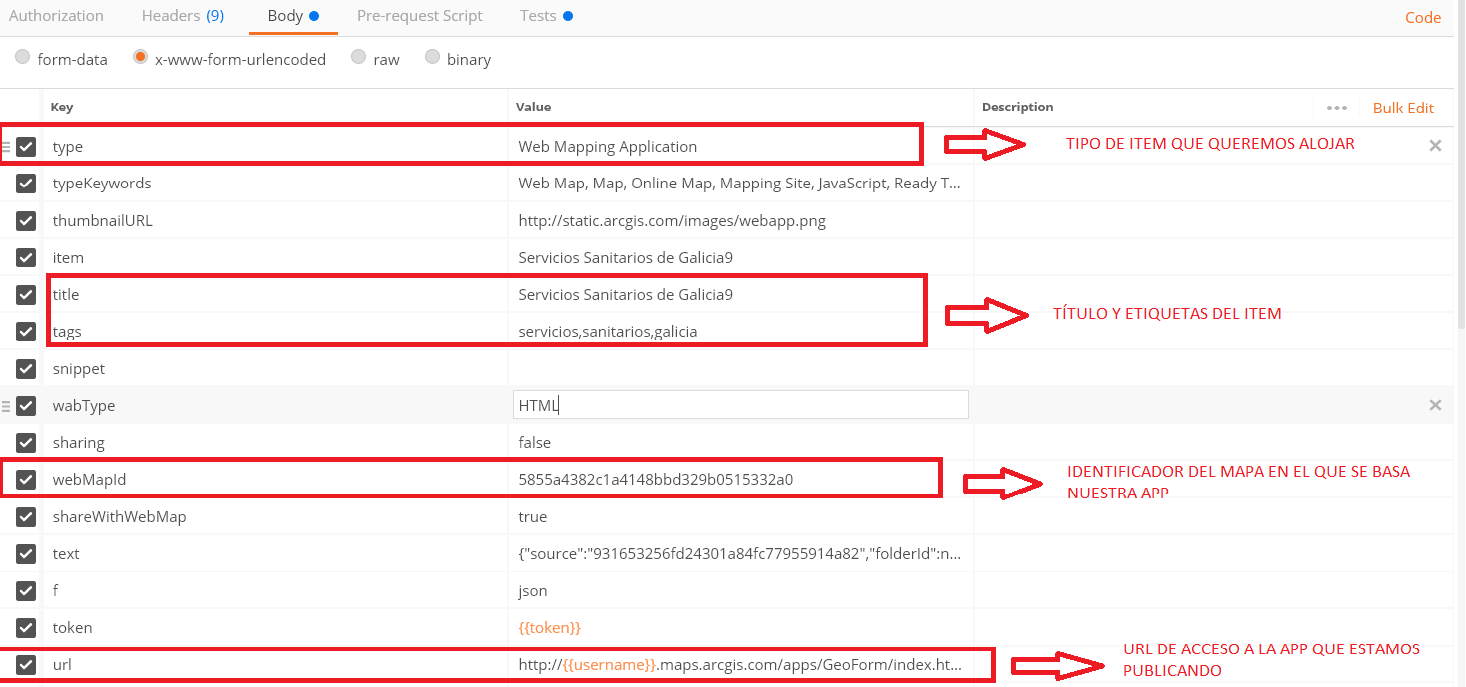 Authorization Headers (9) Body Pre-request Script Tests Code
form-data x-www-form-urlencoded raw binary
Key Value Description ••• Bulk Edit
type Web Mapping Application TIPO DE ITEM QUE QUEREMOS ALOJAR
typeKeywords Web Map, Map, Online Map, Mapping Site, JavaScript, Ready T...
thumbnailURL http://static.arcgis.com/images/webapp.png
item Servicios Sanitarios de Galicia9
title Servicios Sanitarios de Galicia9
TÍTULO Y ETIQUETAS DEL ITEM
tags servicios,sanitarios,galicia
snippet
wabType HTML
sharing false
webMapId 5855a4382c1a4148bbd329b0515332a0
IDENTIFICADOR DEL MAPA EN EL QUE SE BASA
NUESTRA APP
shareWithWebMap true
text {"source":"931653256fd24301a84fc77955914a82","folderId":n...
f json
token {{token}}
url http://{{username}}.maps.arcgis.com/apps/GeoForm/index.ht...
URL DE ACCESO A LA APP QUE ESTAMOS
PUBLICANDO